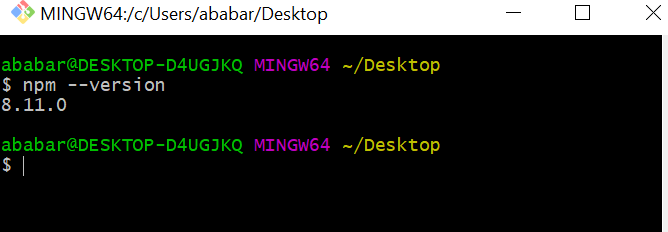 MINGW64:/c/Users/ababar/Desktop
ababar@DESKTOP-D4UGJKQ MINGW64 ~/Desktop
$ npm --version
8.11.0
ababar@DESKTOP-D4UGJKQ MINGW64 ~/Desktop
$